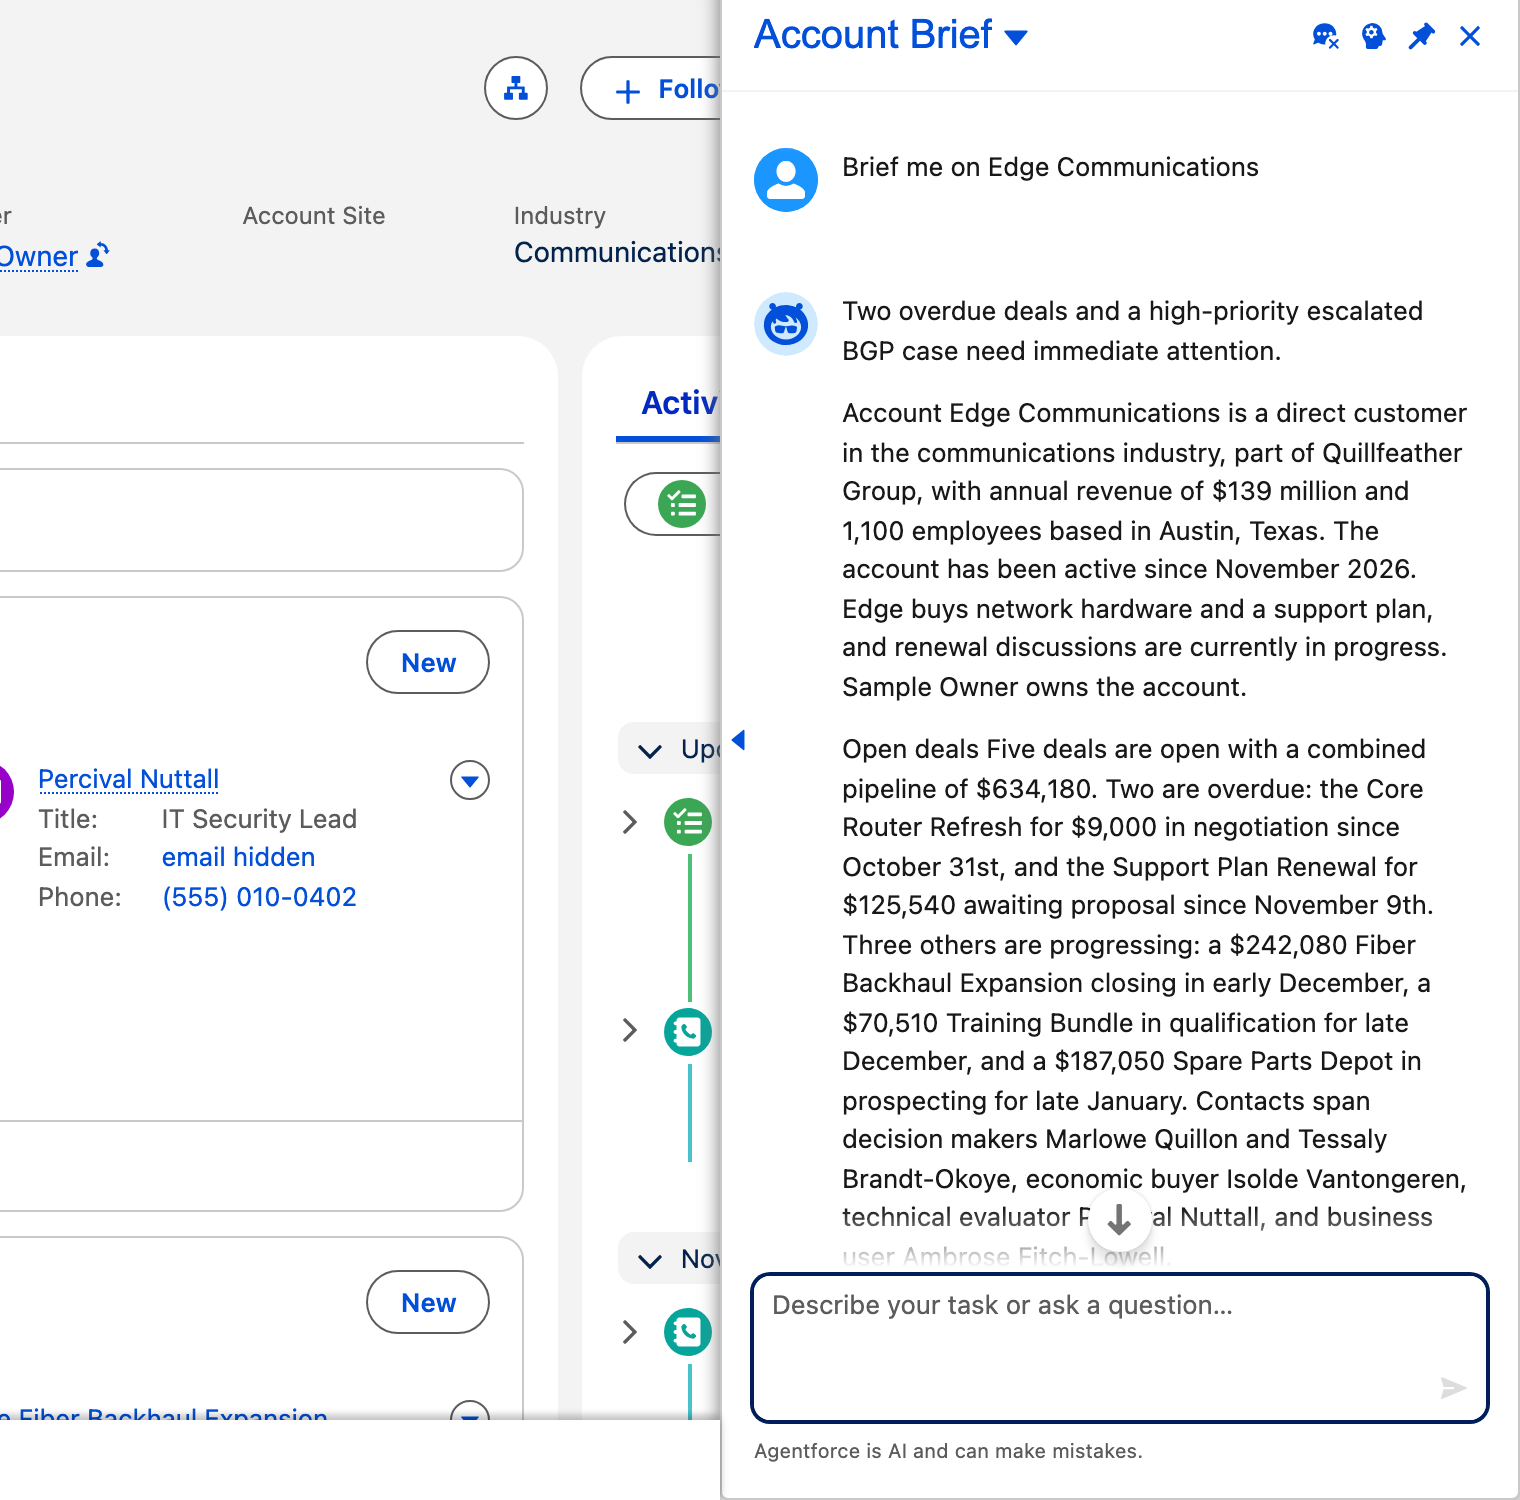 Follo
er
Owner
Account Site
Industry
Communications
Activ
New
Percival Nuttall
Title: IT Security Lead
Email: email hidden
Phone: (555) 010-0402
New
e Fiber Backhaul Expansion
Upc
Nov
Account Brief
Brief me on Edge Communications
Two overdue deals and a high-priority escalated
BGP case need immediate attention.
Account Edge Communications is a direct customer
in the communications industry, part of Quillfeather
Group, with annual revenue of $139 million and
1,100 employees based in Austin, Texas. The
account has been active since November 2026.
Edge buys network hardware and a support plan,
and renewal discussions are currently in progress.
Sample Owner owns the account.
Open deals Five deals are open with a combined
pipeline of $634,180. Two are overdue: the Core
Router Refresh for $9,000 in negotiation since
October 31st, and the Support Plan Renewal for
$125,540 awaiting proposal since November 9th.
Three others are progressing: a $242,080 Fiber
Backhaul Expansion closing in early December, a
$70,510 Training Bundle in qualification for late
December, and a $187,050 Spare Parts Depot in
prospecting for late January. Contacts span
decision makers Marlowe Quillon and Tessaly
Brandt-Okoye, economic buyer Isolde Vantongeren,
technical evaluator P al Nuttall, and business
user Ambrose Fitch-Lowell.
Describe your task or ask a question...
Agentforce is AI and can make mistakes.